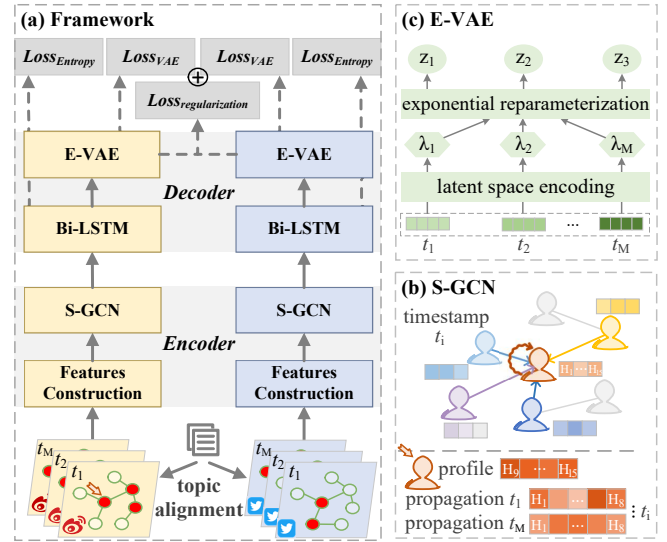 (a) Framework
Loss_Entropy Loss_VAE Loss_VAE Loss_Entropy
Loss_regularization
E-VAE E-VAE
Decoder
Bi-LSTM Bi-LSTM
S-GCN S-GCN
Encoder
Features Construction Features Construction
t_M t_2 t_1
topic
alignment
t_M t_2 t_1
(c) E-VAE
z_1 z_2 z_3
exponential reparameterization
λ_1 λ_2 λ_M
latent space encoding
...
t_1 t_2 t_M
(b) S-GCN
timestamp
t_i
H_1 ... H_15
profile H_9 ... H_15
propagation t_1 H_1 ... H_8
propagation t_M H_1 ... H_8
⋮ t_i